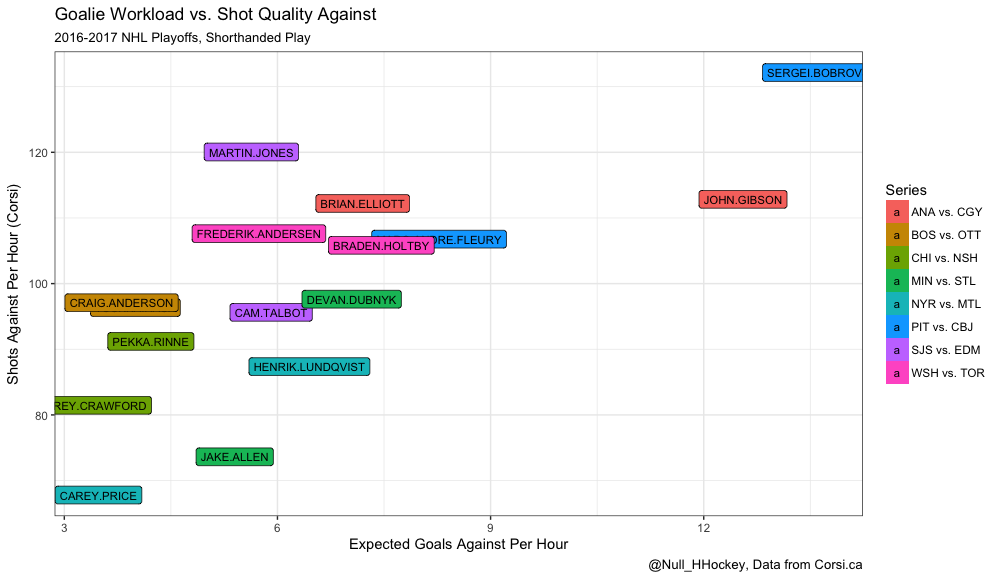 Goalie Workload vs. Shot Quality Against
2016-2017 NHL Playoffs, Shorthanded Play
Shots Against Per Hour (Corsi)
120
100
80
SERGEI.BOBROV
MARTIN.JONES
BRIAN.ELLIOTT
JOHN.GIBSON
FREDERIK.ANDERSEN
ORE.FLEURY
BRADEN.HOLTBY
CRAIG.ANDERSON
DEVAN.DUBNYK
CAM.TALBOT
PEKKA.RINNE
HENRIK.LUNDQVIST
REY.CRAWFORD
JAKE.ALLEN
CAREY.PRICE
3
6
9
12
Expected Goals Against Per Hour
Series
a ANA vs. CGY
a BOS vs. OTT
a CHI vs. NSH
a MIN vs. STL
a NYR vs. MTL
a PIT vs. CBJ
a SJS vs. EDM
a WSH vs. TOR
@Null_HHockey, Data from Corsi.ca